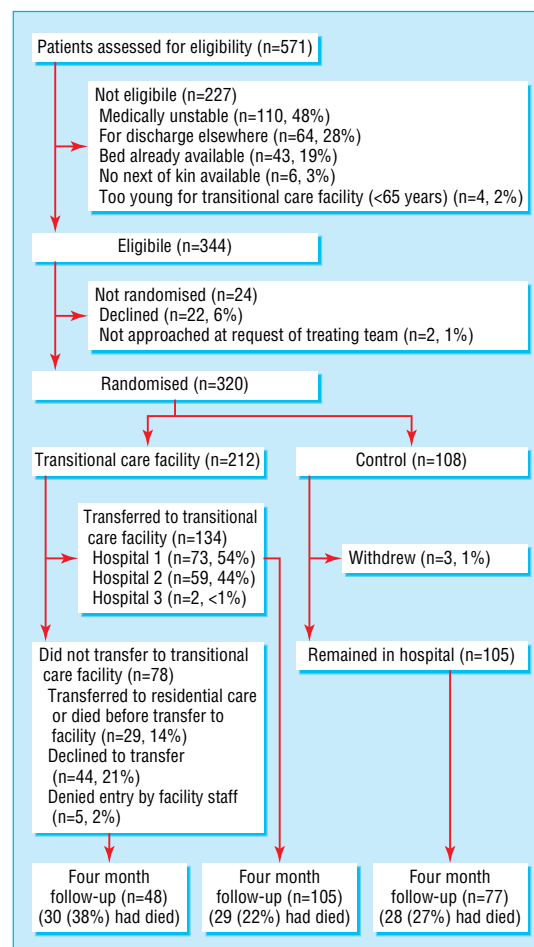 Patients assessed for eligibility (n=571)
Not eligible (n=227)
Medically unstable (n=110, 48%)
For discharge elsewhere (n=64, 28%)
Bed already available (n=43, 19%)
No next of kin available (n=6, 3%)
Too young for transitional care facility (<65 years) (n=4, 2%)
Eligible (n=344)
Not randomised (n=24)
Declined (n=22, 6%)
Not approached at request of treating team (n=2, 1%)
Randomised (n=320)
Transitional care facility (n=212)
Control (n=108)
Transferred to transitional
care facility (n=134)
Hospital 1 (n=73, 54%)
Hospital 2 (n=59, 44%)
Hospital 3 (n=2, <1%)
Withdrew (n=3, 1%)
Did not transfer to transitional
care facility (n=78)
Transferred to residential care
or died before transfer to
facility (n=29, 14%)
Declined to transfer
(n=44, 21%)
Denied entry by facility staff
(n=5, 2%)
Remained in hospital (n=105)
Four month
follow-up (n=48)
(30 (38%) had died)
Four month
follow-up (n=105)
(29 (22%) had died)
Four month
follow-up (n=77)
(28 (27%) had died)